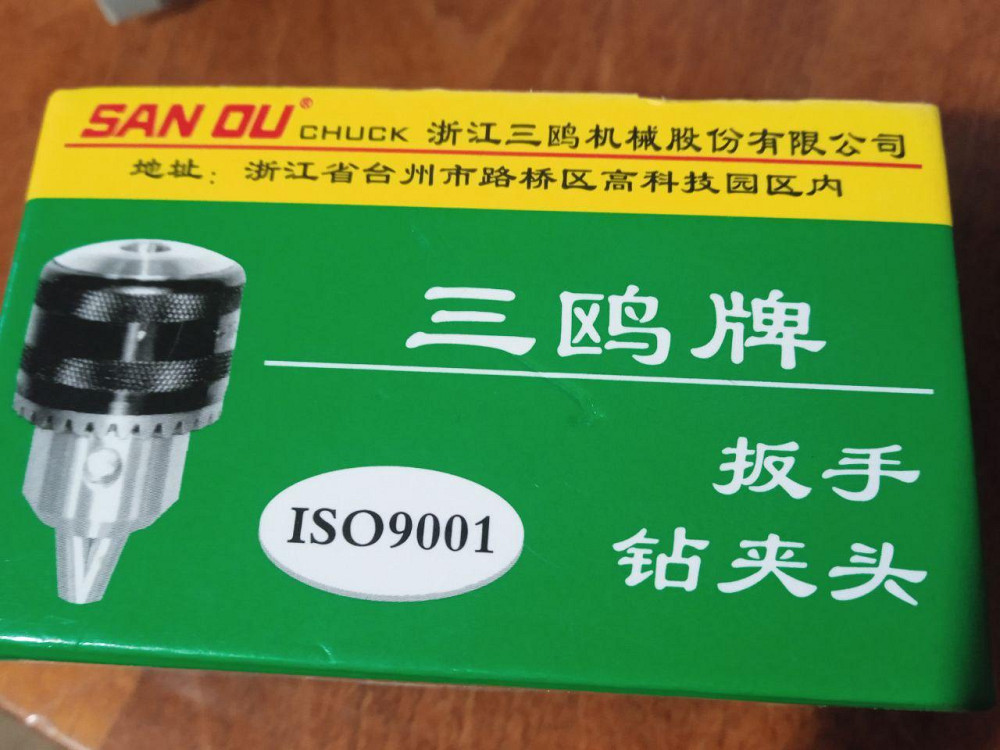 SAN OU® CHUCK 浙江三鸥机械股份有限公司
地址：浙江省台州市路桥区高科技园区内
三鸥牌
扳手
钻夹头
ISO9001